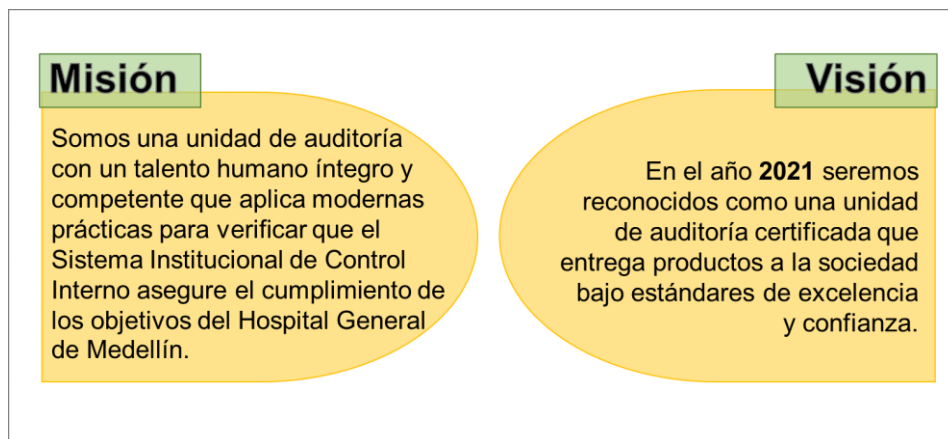 Misión
Somos una unidad de auditoría
con un talento humano íntegro y
competente que aplica modernas
prácticas para verificar que el
Sistema Institucional de Control
Interno asegure el cumplimiento de
los objetivos del Hospital General
de Medellín.
Visión
En el año 2021 seremos
reconocidos como una unidad
de auditoría certificada que
entrega productos a la sociedad
bajo estándares de excelencia
y confianza.